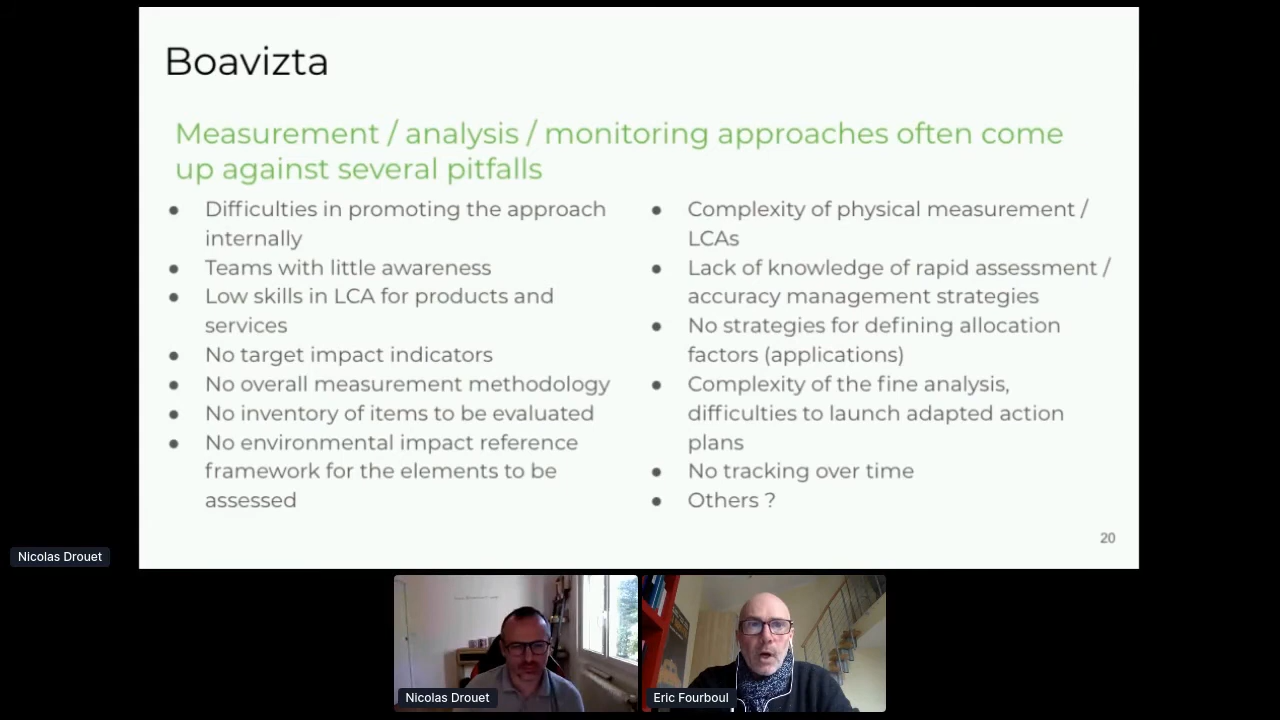 Boavizta
Measurement / analysis / monitoring approaches often come
up against several pitfalls
● Difficulties in promoting the approach
internally
● Teams with little awareness
● Low skills in LCA for products and
services
● No target impact indicators
● No overall measurement methodology
● No inventory of items to be evaluated
● No environmental impact reference
framework for the elements to be
assessed
● Complexity of physical measurement /
LCAs
● Lack of knowledge of rapid assessment /
accuracy management strategies
● No strategies for defining allocation
factors (applications)
● Complexity of the fine analysis,
difficulties to launch adapted action
plans
● No tracking over time
● Others ?
20
Nicolas Drouet
Nicolas Drouet
Eric Fourboul